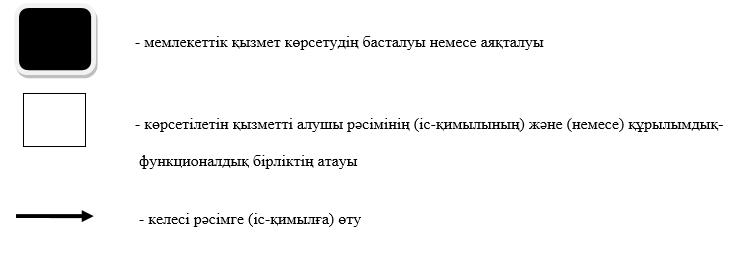 - мемлекеттік қызмет көрсетудің басталуы немесе аяқталуы
- көрсетілетін қызметті алушы рәсімінің (іс-қимылының) және (немесе) құрылымдық-
функционалдық бірліктің атауы
- келесі рәсімге (іс-қимылға) өту